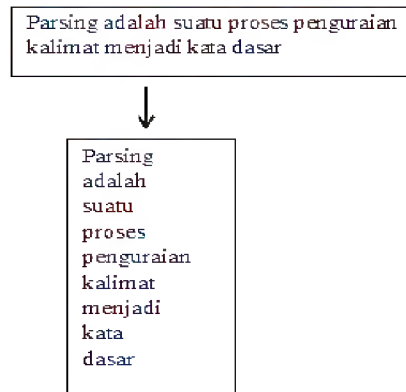 Parsing adalah suatu proses penguraian
kalimat menjadi kata dasar
Parsing
adalah
suatu
proses
penguraian
kalimat
menjadi
kata
dasar